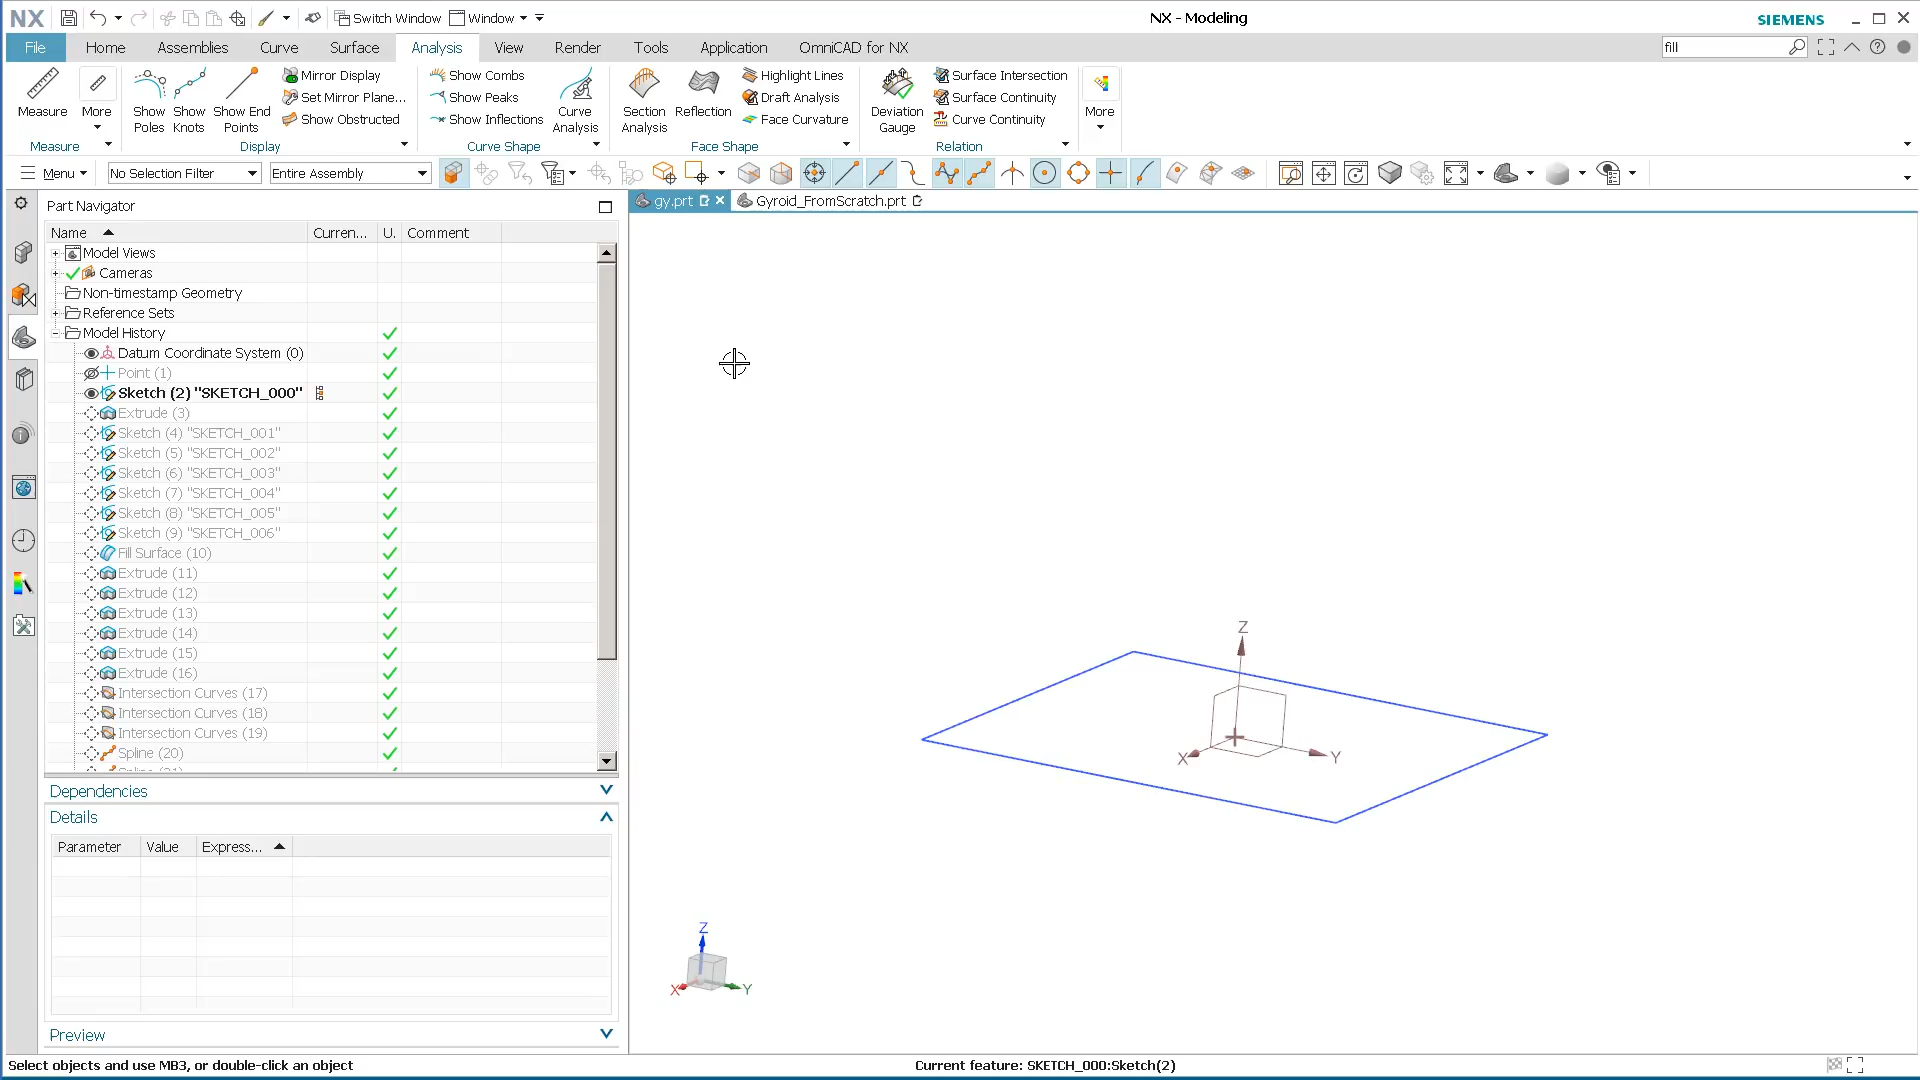 NX
Switch Window
Window
NX - Modeling
SIEMENS
File
Home
Assemblies
Curve
Surface
Analysis
View
Render
Tools
Application
OmniCAD for NX
fill
Measure
More
Show Poles
Show Knots
Show End Points
Mirror Display
Set Mirror Plane...
Show Obstructed
Show Combs
Show Peaks
Show Inflections
Curve Analysis
Section Analysis
Reflection
Highlight Lines
Draft Analysis
Face Curvature
Deviation Gauge
Surface Intersection
Surface Continuity
Curve Continuity
More
Measure
Display
Curve Shape
Face Shape
Relation
Menu
No Selection Filter
Entire Assembly
Part Navigator
gy.prt
Gyroid_FromScratch.prt
Name
Curren...
U.
Comment
Model Views
Cameras
Non-timestamp Geometry
Reference Sets
Model History
Datum Coordinate System (0)
Point (1)
Sketch (2) "SKETCH_000"
Extrude (3)
Sketch (4) "SKETCH_001"
Sketch (5) "SKETCH_002"
Sketch (6) "SKETCH_003"
Sketch (7) "SKETCH_004"
Sketch (8) "SKETCH_005"
Sketch (9) "SKETCH_006"
Fill Surface (10)
Extrude (11)
Extrude (12)
Extrude (13)
Extrude (14)
Extrude (15)
Extrude (16)
Intersection Curves (17)
Intersection Curves (18)
Intersection Curves (19)
Spline (20)
Dependencies
Details
Parameter
Value
Express...
Preview
Z
X
Y
Z
X
Y
Select objects and use MB3, or double-click an object
Current feature: SKETCH_000:Sketch(2)